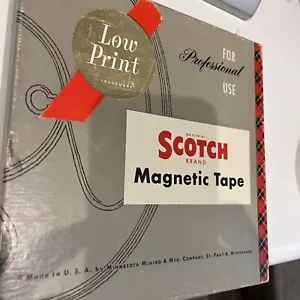 Low
Print
FOR
Professional
USE
SCOTCH
BRAND
Magnetic Tape
Made in U. S. A. by MINNESOTA MINING & MFG. COMPANY, St. Paul 6, Minnesota